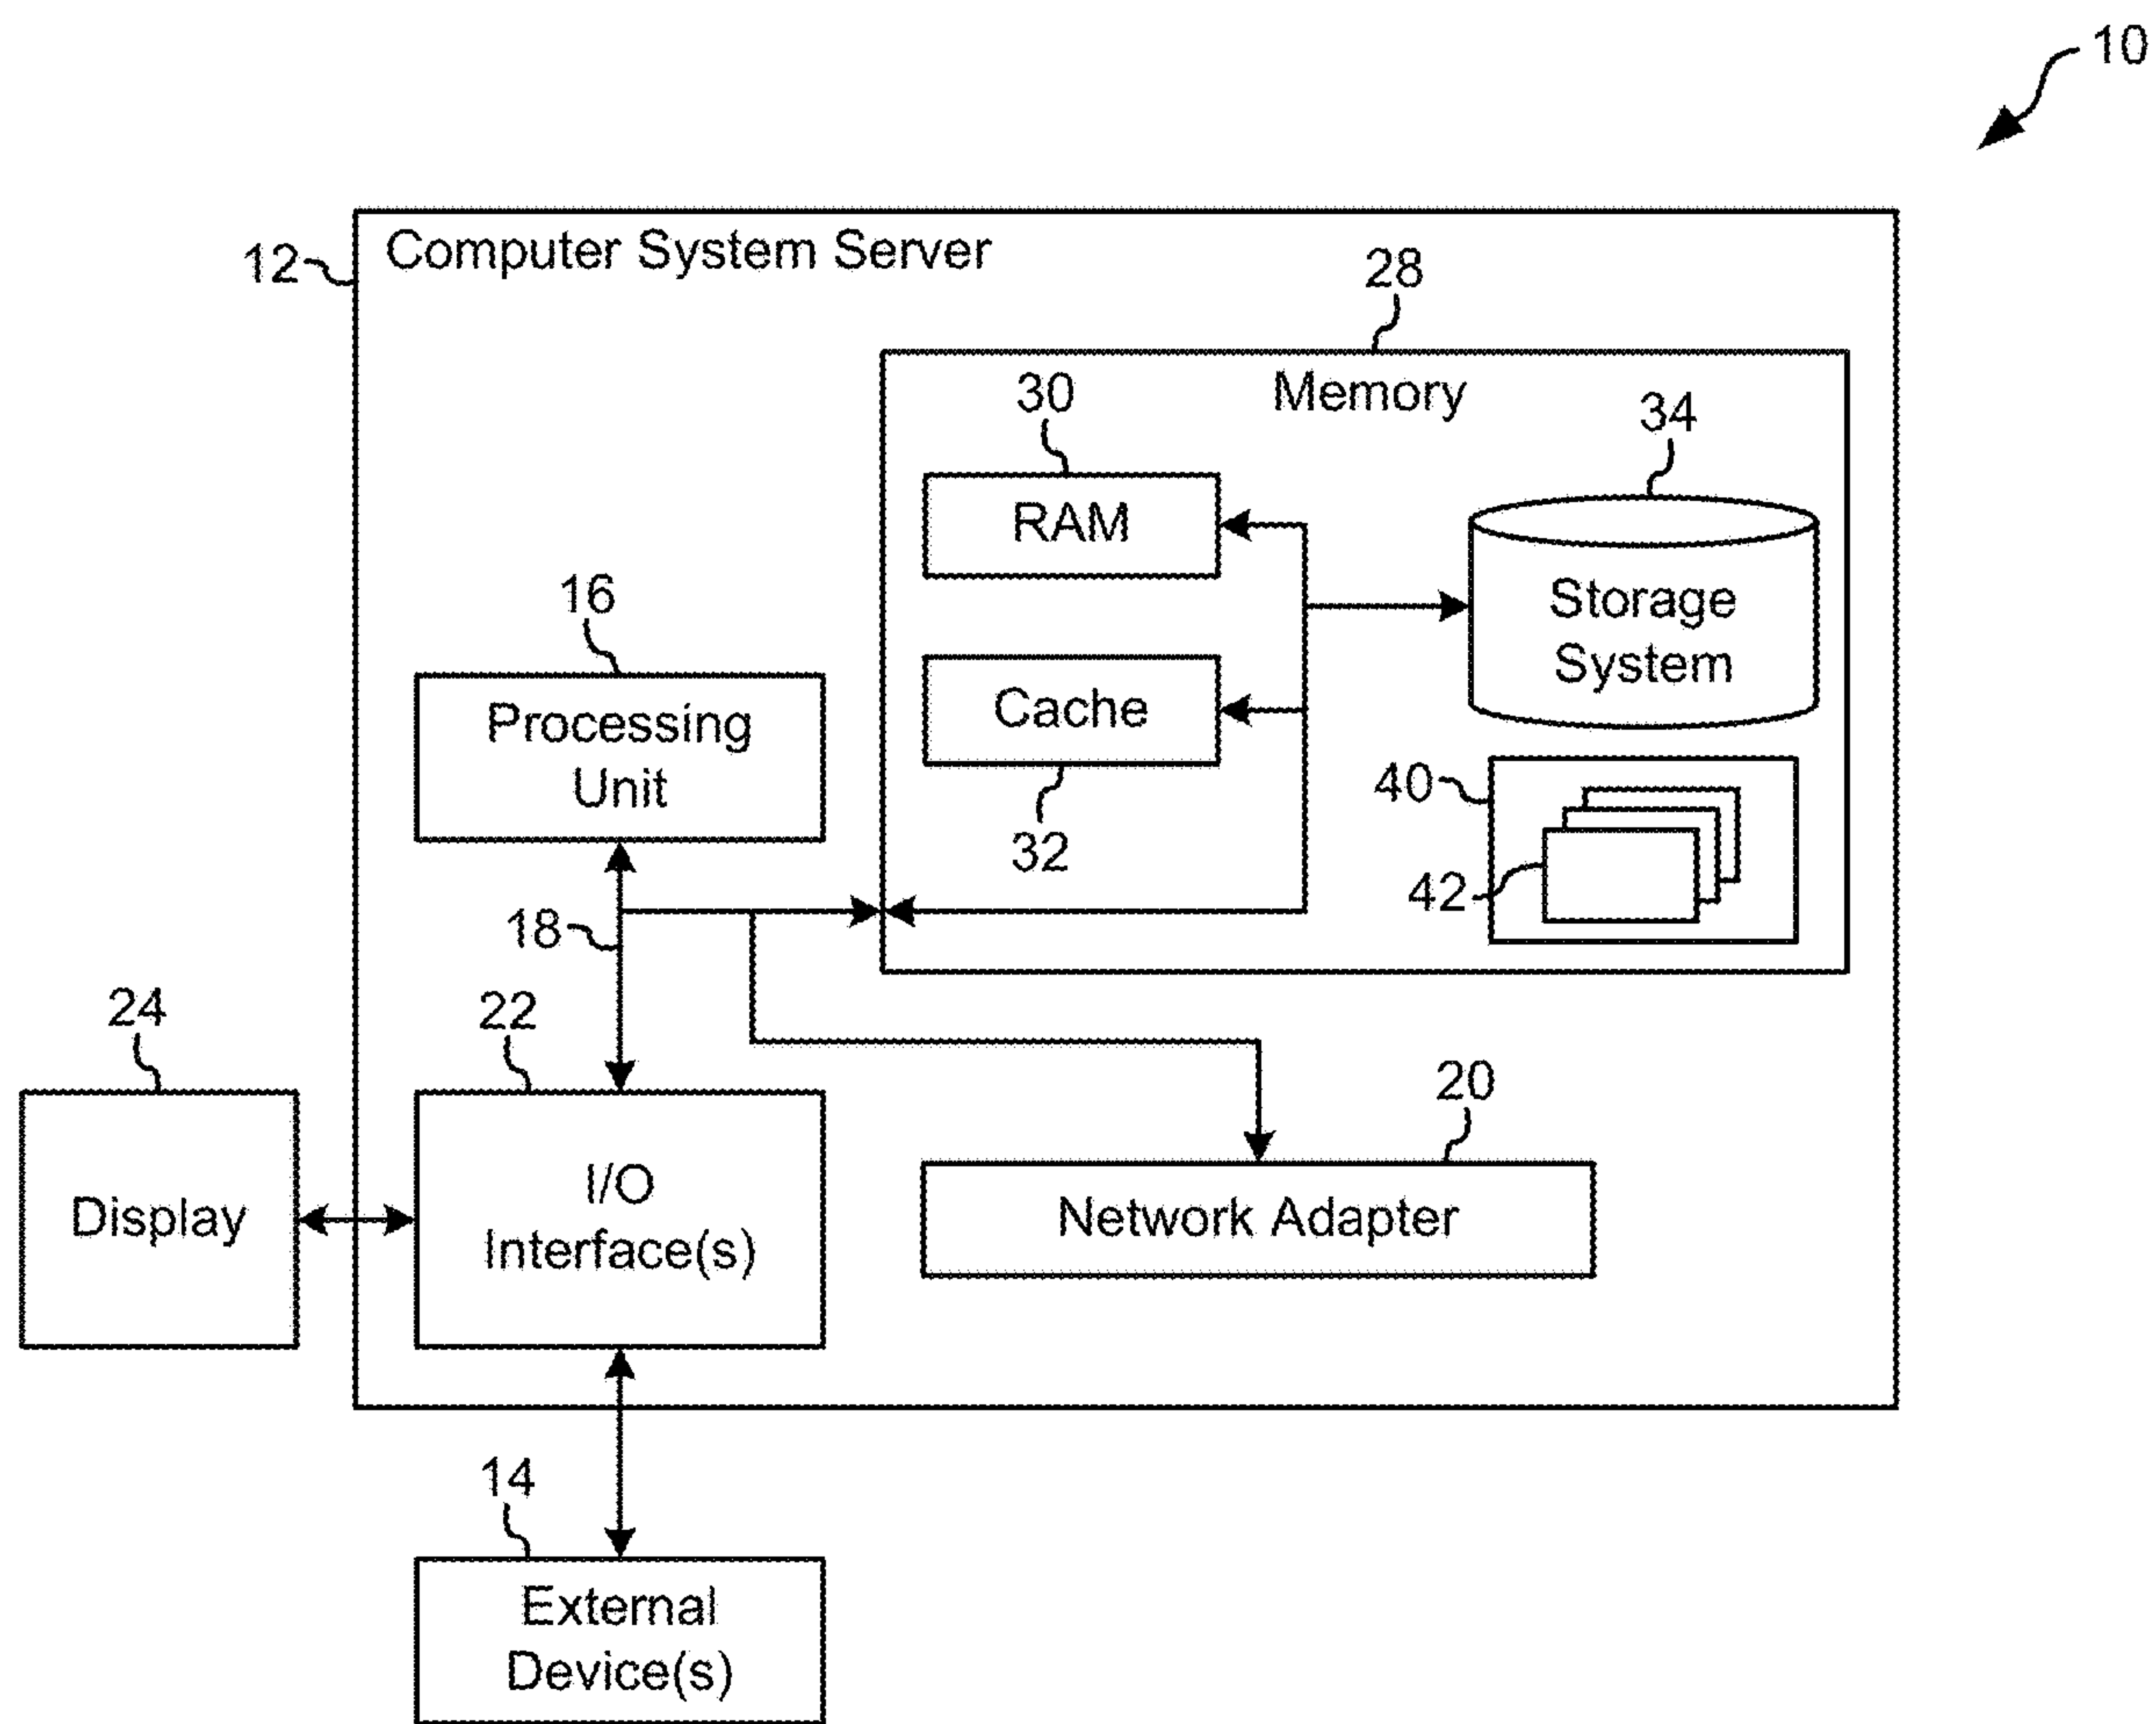 10
12
Computer System Server
28
Memory
30
RAM
34
Storage
System
16
Processing
Unit
Cache
32
40
42
18
24
22
20
Display
I/O
Interface(s)
Network Adapter
14
External
Device(s)